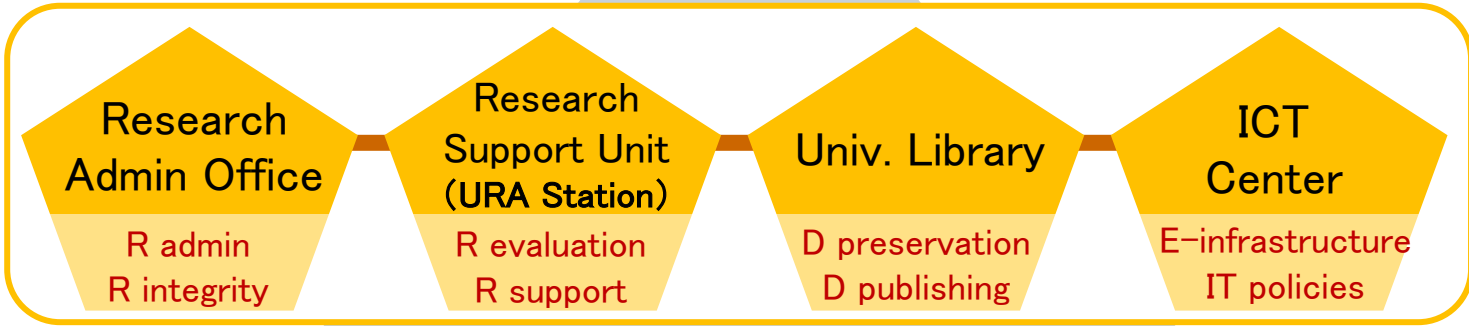 Research
Admin Office
R admin
R integrity
Research
Support Unit
(URA Station)
R evaluation
R support
Univ. Library
D preservation
D publishing
ICT
Center
E-infrastructure
IT policies